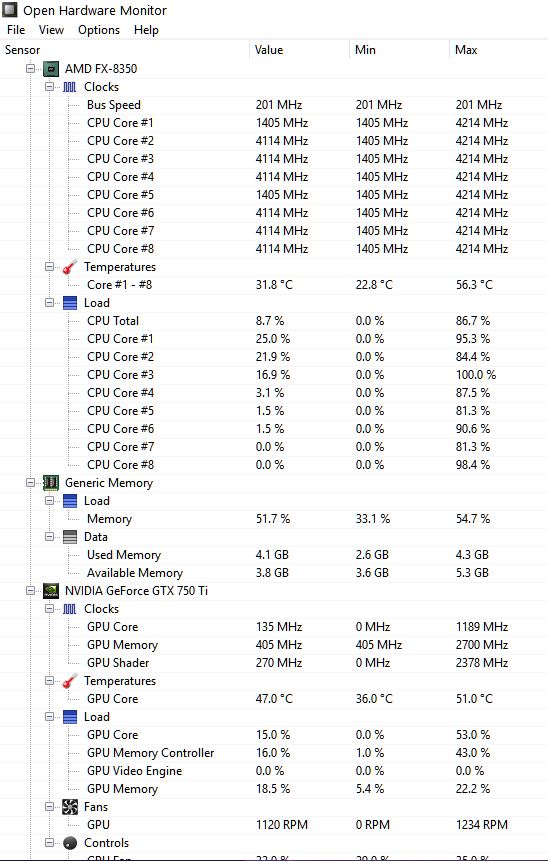 Open Hardware Monitor
File View Options Help
Sensor Value Min Max
AMD FX-8350
Clocks
Bus Speed 201 MHz 201 MHz 201 MHz
CPU Core #1 1405 MHz 1405 MHz 4214 MHz
CPU Core #2 4114 MHz 1405 MHz 4214 MHz
CPU Core #3 4114 MHz 1405 MHz 4214 MHz
CPU Core #4 4114 MHz 1405 MHz 4214 MHz
CPU Core #5 1405 MHz 1405 MHz 4214 MHz
CPU Core #6 4114 MHz 1405 MHz 4214 MHz
CPU Core #7 4114 MHz 1405 MHz 4214 MHz
CPU Core #8 4114 MHz 1405 MHz 4214 MHz
Temperatures
Core #1 - #8 31.8 °C 22.8 °C 56.3 °C
Load
CPU Total 8.7 % 0.0 % 86.7 %
CPU Core #1 25.0 % 0.0 % 95.3 %
CPU Core #2 21.9 % 0.0 % 84.4 %
CPU Core #3 16.9 % 0.0 % 100.0 %
CPU Core #4 3.1 % 0.0 % 87.5 %
CPU Core #5 1.5 % 0.0 % 81.3 %
CPU Core #6 1.5 % 0.0 % 90.6 %
CPU Core #7 0.0 % 0.0 % 81.3 %
CPU Core #8 0.0 % 0.0 % 98.4 %
Generic Memory
Load
Memory 51.7 % 33.1 % 54.7 %
Data
Used Memory 4.1 GB 2.6 GB 4.3 GB
Available Memory 3.8 GB 3.6 GB 5.3 GB
NVIDIA GeForce GTX 750 Ti
Clocks
GPU Core 135 MHz 0 MHz 1189 MHz
GPU Memory 405 MHz 405 MHz 2700 MHz
GPU Shader 270 MHz 0 MHz 2378 MHz
Temperatures
GPU Core 47.0 °C 36.0 °C 51.0 °C
Load
GPU Core 15.0 % 0.0 % 53.0 %
GPU Memory Controller 16.0 % 1.0 % 43.0 %
GPU Video Engine 0.0 % 0.0 % 0.0 %
GPU Memory 18.5 % 5.4 % 22.2 %
Fans
GPU 1120 RPM 0 RPM 1234 RPM
Controls